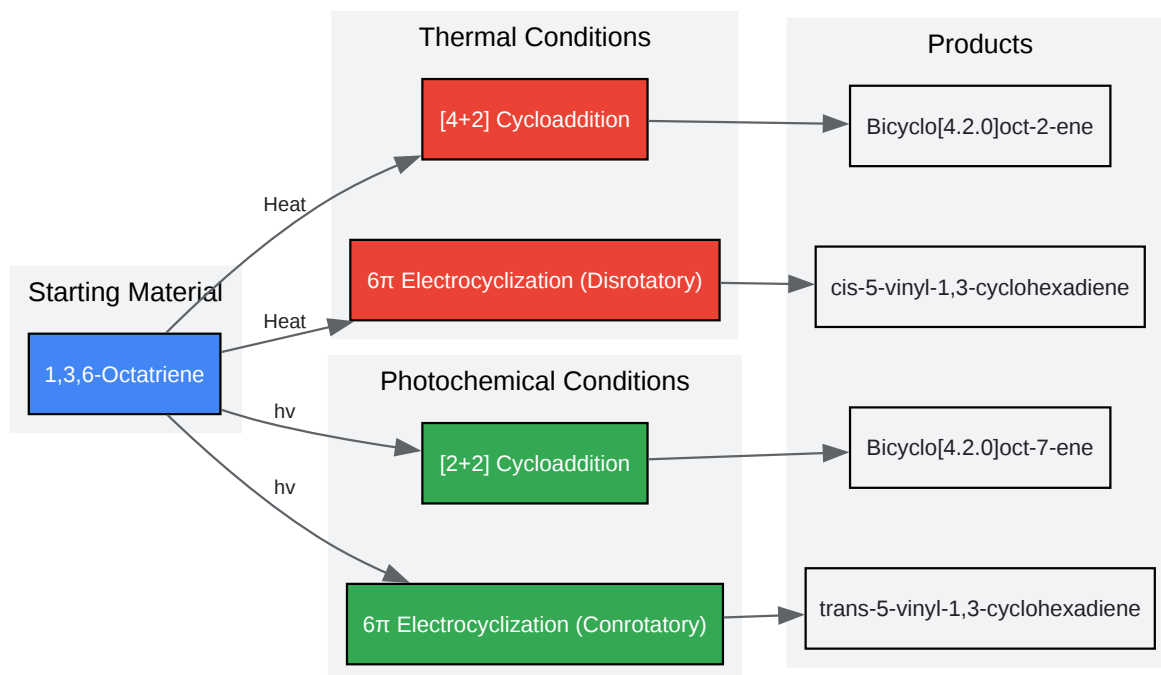 Thermal Conditions
Products
[4+2] Cycloaddition
Bicyclo[4.2.0]oct-2-ene
Heat
6π Electrocyclization (Disrotatory)
cis-5-vinyl-1,3-cyclohexadiene
Starting Material
Heat
1,3,6-Octatriene
Photochemical Conditions
hv
[2+2] Cycloaddition
Bicyclo[4.2.0]oct-7-ene
hv
6π Electrocyclization (Conrotatory)
trans-5-vinyl-1,3-cyclohexadiene